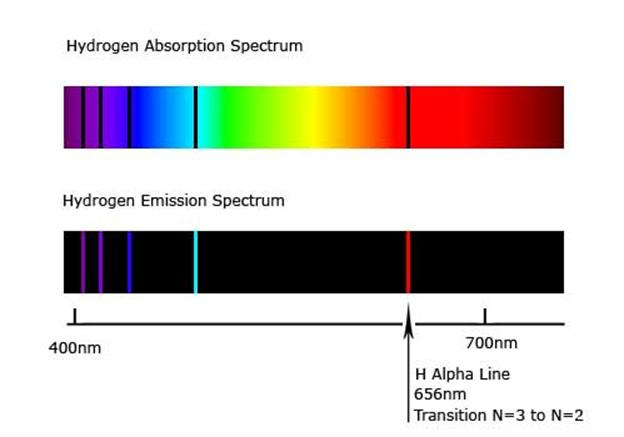 Hydrogen Absorption Spectrum
Hydrogen Emission Spectrum
400nm
700nm
H Alpha Line
656nm
Transition N=3 to N=2